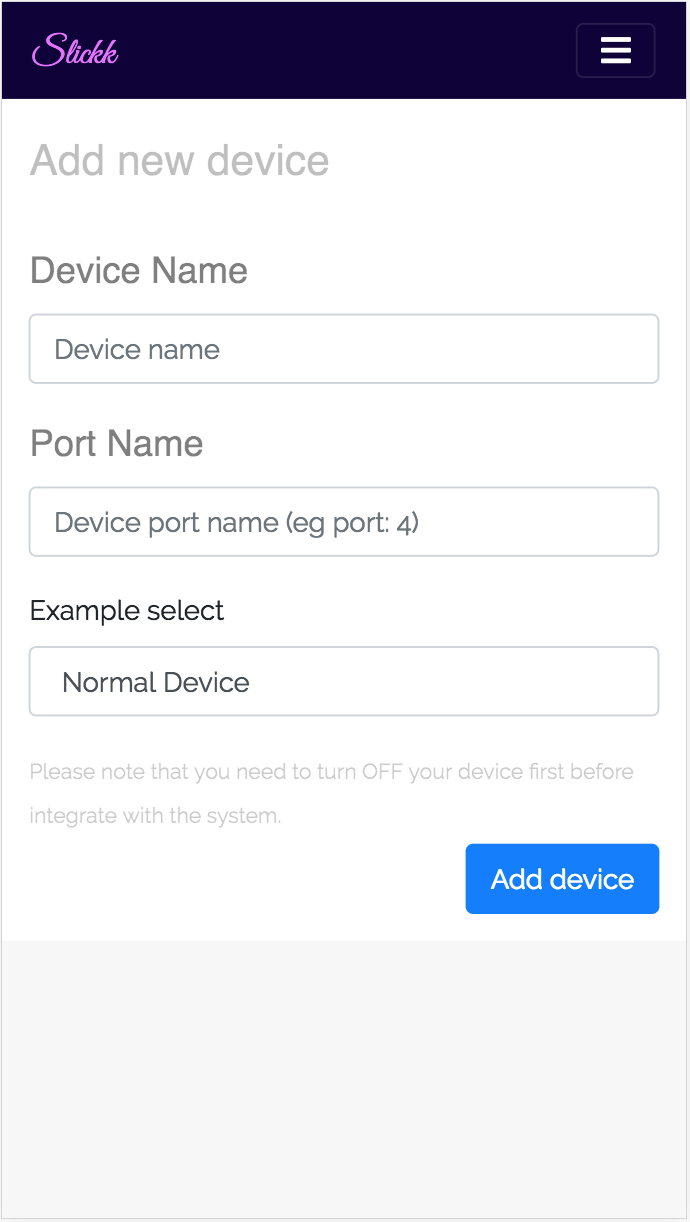 Slickk
Add new device
Device Name
Device name
Port Name
Device port name (eg port: 4)
Example select
Normal Device
Please note that you need to turn OFF your device first before
integrate with the system.
Add device